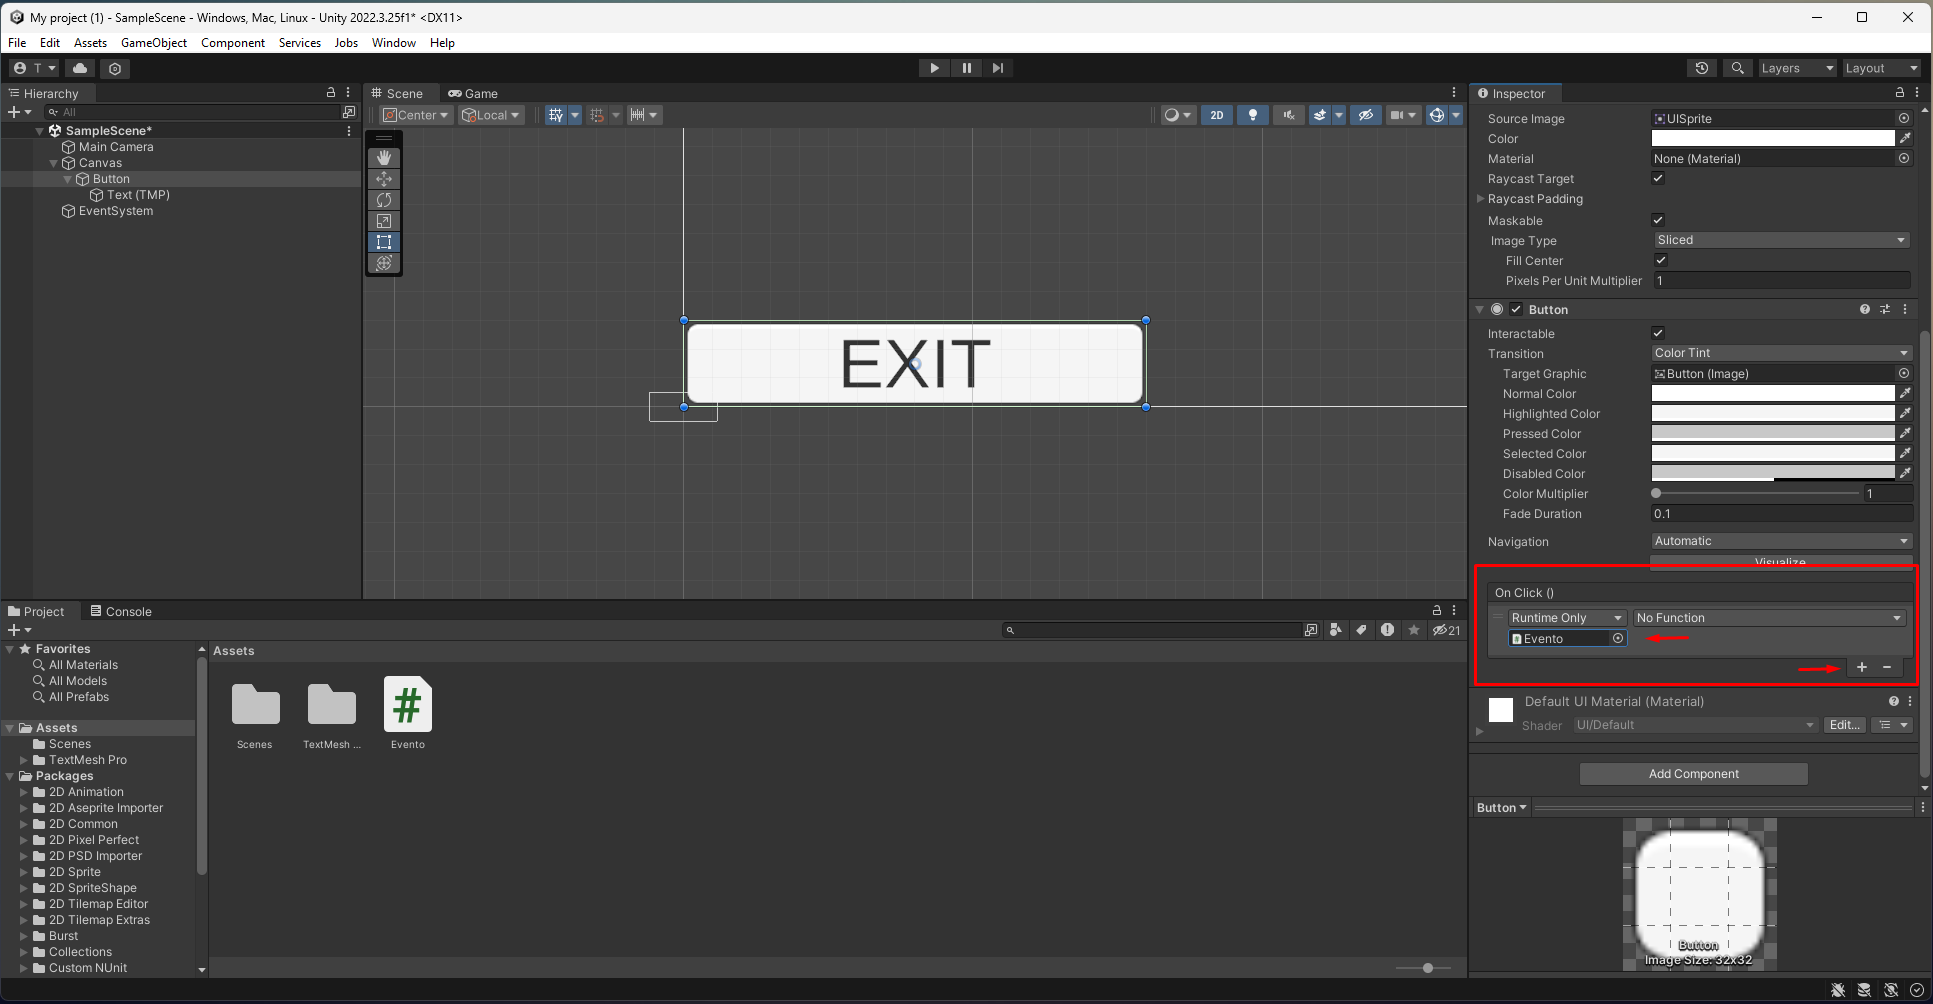 My project (1) - SampleScene - Windows, Mac, Linux - Unity 2022.3.25f1* <DX11>
File Edit Assets GameObject Component Services Jobs Window Help
T
Layers
Layout
Hierarchy
All
SampleScene*
Main Camera
Canvas
Button
Text (TMP)
EventSystem
Scene
Game
Center
Local
2D
EXIT
Inspector
Source Image
UISprite
Color
Material
None (Material)
Raycast Target
Raycast Padding
Maskable
Image Type
Sliced
Fill Center
Pixels Per Unit Multiplier
1
Button
Interactable
Transition
Color Tint
Target Graphic
Button (Image)
Normal Color
Highlighted Color
Pressed Color
Selected Color
Disabled Color
Color Multiplier
1
Fade Duration
0.1
Navigation
Automatic
Visualize
On Click ()
Runtime Only
No Function
Evento
Default UI Material (Material)
Shader
UI/Default
Edit...
Add Component
Button
Button
Image Size: 32x32
Project
Console
21
Favorites
All Materials
All Models
All Prefabs
Assets
Scenes
TextMesh Pro
Packages
2D Animation
2D Aseprite Importer
2D Common
2D Pixel Perfect
2D PSD Importer
2D Sprite
2D SpriteShape
2D Tilemap Editor
2D Tilemap Extras
Burst
Collections
Custom NUnit
Assets
Scenes
TextMesh ...
#
Evento